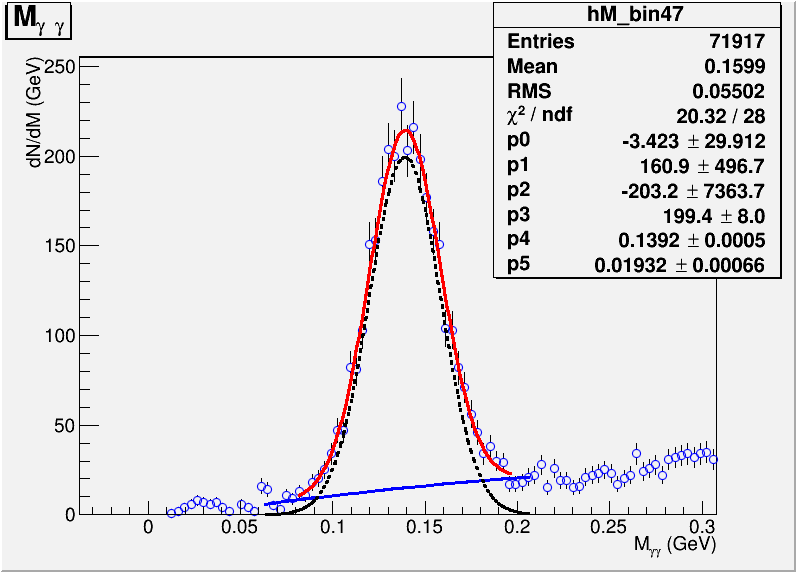 M γ γ
hM_bin47
Entries 71917
Mean 0.1599
RMS 0.05502
χ² / ndf 20.32 / 28
p0 -3.423 ± 29.912
p1 160.9 ± 496.7
p2 -203.2 ± 7363.7
p3 199.4 ± 8.0
p4 0.1392 ± 0.0005
p5 0.01932 ± 0.00066
dN/dM (GeV)
250
200
150
100
50
0
0 0.05 0.1 0.15 0.2 0.25 0.3
Mγγ (GeV)